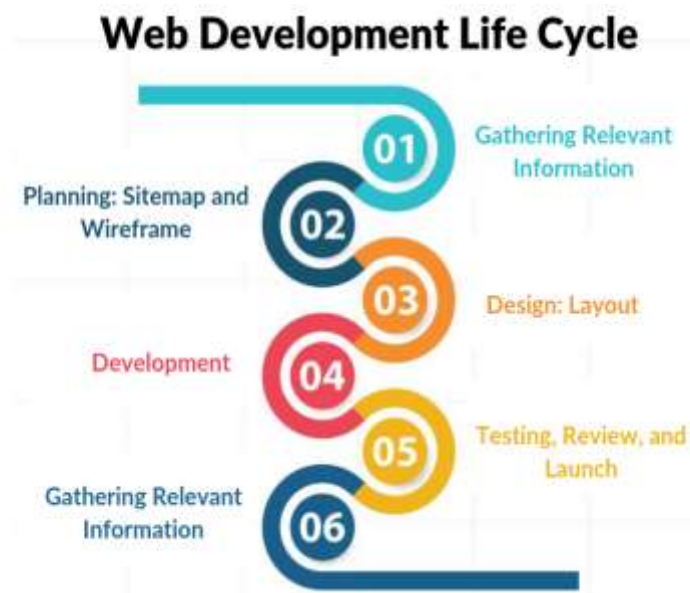 Web Development Life Cycle
01
Gathering Relevant
Information
Planning: Sitemap and
Wireframe
02
03
Design: Layout
Development
04
05
Testing, Review, and
Launch
Gathering Relevant
Information
06